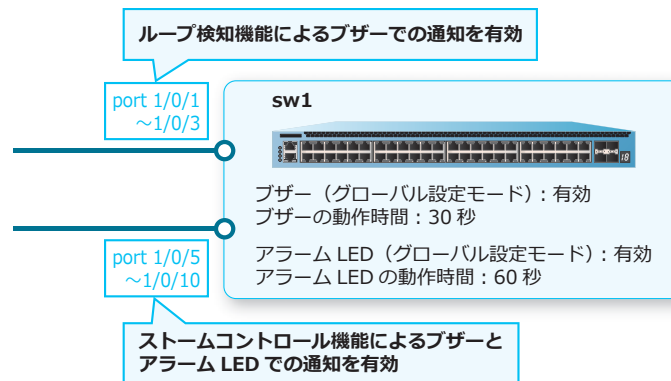 ループ検知機能によるブザーでの通知を有効
port 1/0/1
～1/0/3
sw1
18
ブザー（グローバル設定モード）: 有効
ブザーの動作時間：30 秒
アラーム LED（グローバル設定モード）: 有効
アラーム LED の動作時間：60 秒
port 1/0/5
～1/0/10
ストームコントロール機能によるブザーと
アラーム LED での通知を有効